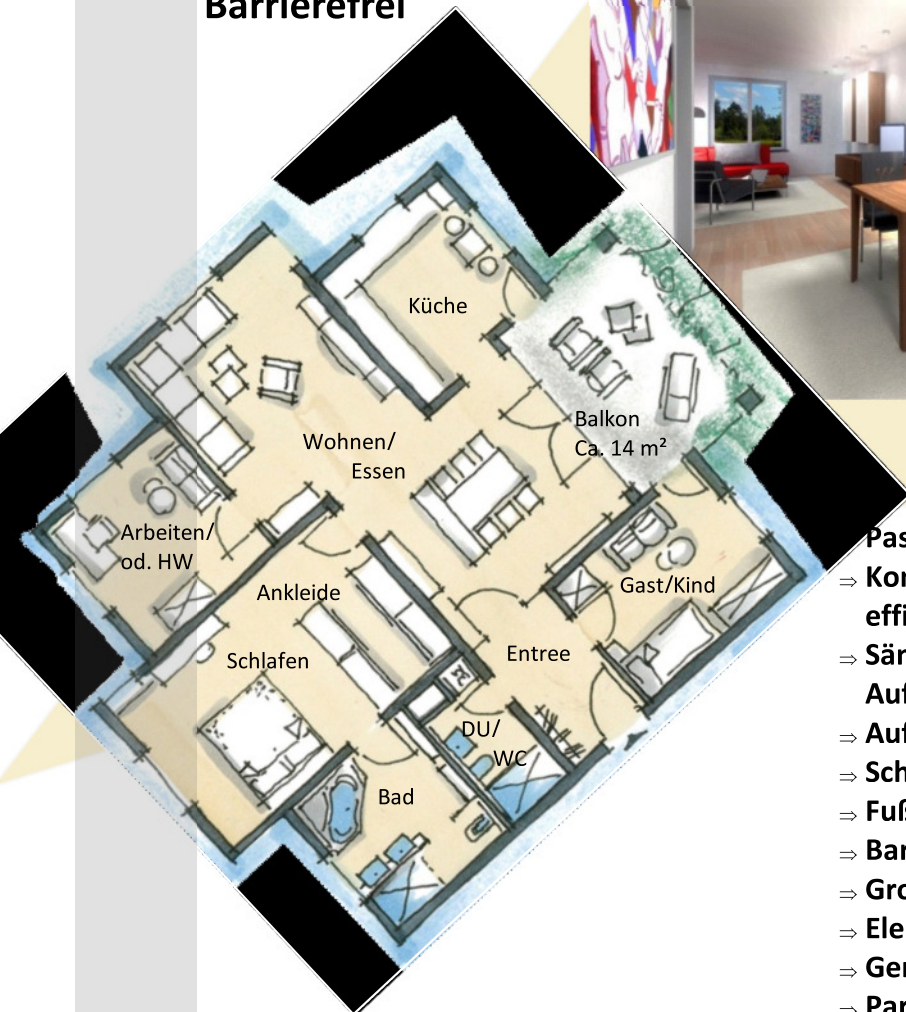 Barrierefrei
Küche
Balkon
Ca. 14 m²
Wohnen/
Essen
Arbeiten/
od. HW
Ankleide
Gast/Kind
Schlafen
Entree
DU/
WC
Bad
⇒
⇒
⇒
⇒
⇒
⇒
⇒
⇒
⇒
⇒